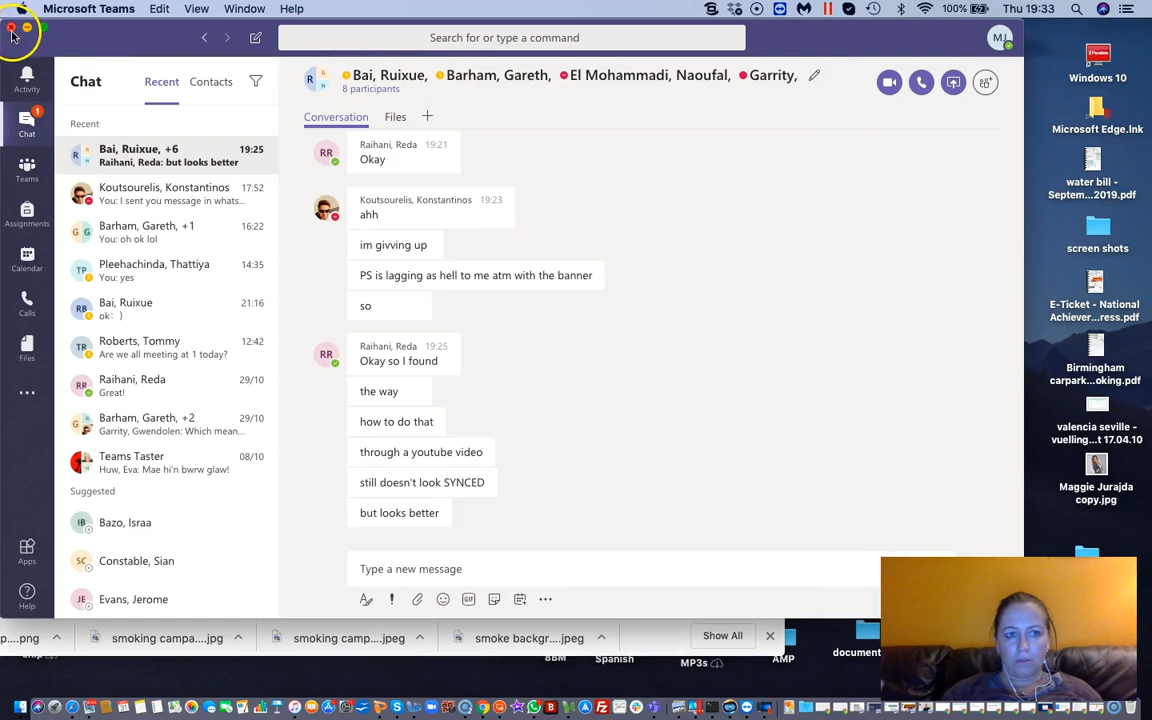 Microsoft Teams Edit View Window Help
100% Thu 19:33
Search for or type a command
MJ
Activity
Chat
1
Teams
Assignments
Calendar
Calls
Files
Apps
Help
Chat Recent Contacts
Recent
Bai, Ruixue, +6 19:25
Raihani, Reda: but looks better
Koutsourelis, Konstantinos 17:52
You: I sent you message in whats...
Barham, Gareth, +1 16:22
You: oh ok lol
Pleehachinda, Thattiya 14:35
You: yes
Bai, Ruixue 21:16
ok: )
Roberts, Tommy 12:42
Are we all meeting at 1 today?
Raihani, Reda 29/10
Great!
Barham, Gareth, +2 29/10
Garrity, Gwendolen: Which mean...
Teams Taster 08/10
Huw, Eva: Mae hi'n bwrw glaw!
Suggested
IB Bazo, Israa
SC Constable, Sian
EJ Evans, Jerome
Bai, Ruixue, Barham, Gareth, El Mohammadi, Naoufal, Garrity,
8 participants
Conversation Files
RR
Raihani, Reda 19:21
Okay
Koutsourelis, Konstantinos 19:23
ahh
im givving up
PS is lagging as hell to me atm with the banner
so
RR
Raihani, Reda 19:25
Okay so I found
the way
how to do that
through a youtube video
still doesn't look SYNCED
but looks better
Type a new message
GIF
p....png smoking campa....jpg smoking camp....jpeg smoke backgr....jpeg Show All
8BM Spanish MP3s AMP document
Windows 10
Microsoft Edge.lnk
water bill -
Septem...2019.pdf
screen shots
E-Ticket - National
Achiever...ress.pdf
Birmingham
carpark...oking.pdf
valencia seville -
vuelling...t 17.04.10
Maggie Jurajda
copy.jpg